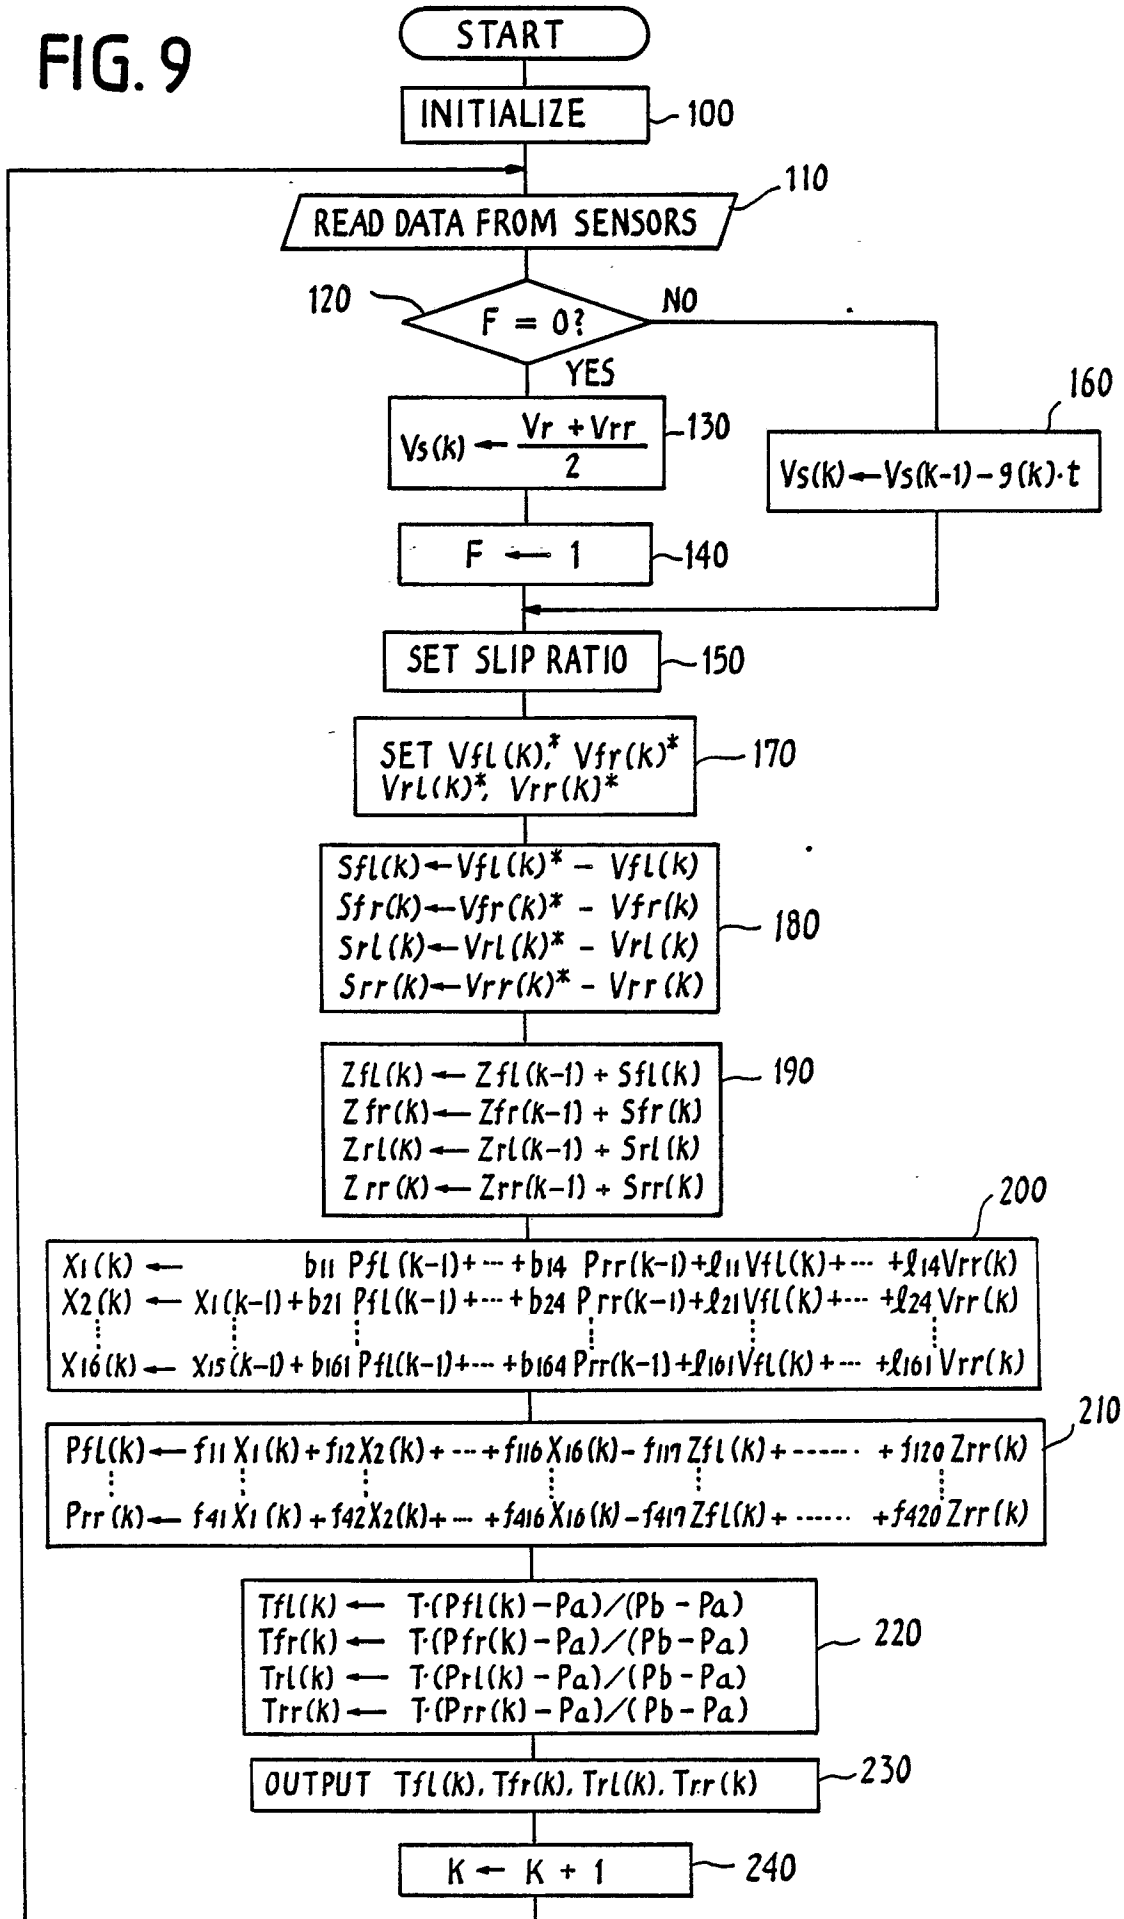 FIG. 9
START
INITIALIZE
100
110
READ DATA FROM SENSORS
120
F = 0?
NO
YES
130
Vs(k) ← (Vr + Vrr) / 2
160
Vs(k) ← Vs(k-1) - g(k)·t
F ← 1
140
SET SLIP RATIO
150
SET Vfl(k)*, Vfr(k)*
Vrl(k)*, Vrr(k)*
170
Sfl(k) ← Vfl(k)* - Vfl(k)
Sfr(k) ← Vfr(k)* - Vfr(k)
Srl(k) ← Vrl(k)* - Vrl(k)
Srr(k) ← Vrr(k)* - Vrr(k)
180
Zfl(k) ← Zfl(k-1) + Sfl(k)
Zfr(k) ← Zfr(k-1) + Sfr(k)
Zrl(k) ← Zrl(k-1) + Srl(k)
Zrr(k) ← Zrr(k-1) + Srr(k)
190
200
X1(k) ← b11 Pfl(k-1) + ... + b14 Prr(k-1) + ℓ11 Vfl(k) + ... + ℓ14 Vrr(k)
X2(k) ← X1(k-1) + b21 Pfl(k-1) + ... + b24 Prr(k-1) + ℓ21 Vfl(k) + ... + ℓ24 Vrr(k)
X16(k) ← X15(k-1) + b161 Pfl(k-1) + ... + b164 Prr(k-1) + ℓ161 Vfl(k) + ... + ℓ161 Vrr(k)
210
Pfl(k) ← f11 X1(k) + f12 X2(k) + ... + f116 X16(k) - f117 Zfl(k) + ...... + f120 Zrr(k)
Prr(k) ← f41 X1(k) + f42 X2(k) + ... + f416 X16(k) - f417 Zfl(k) + ...... + f420 Zrr(k)
Tfl(k) ← T·(Pfl(k) - Pa)/(Pb - Pa)
Tfr(k) ← T·(Pfr(k) - Pa)/(Pb - Pa)
Trl(k) ← T·(Prl(k) - Pa)/(Pb - Pa)
Trr(k) ← T·(Prr(k) - Pa)/(Pb - Pa)
220
OUTPUT Tfl(k), Tfr(k), Trl(k), Trr(k)
230
K ← K + 1
240